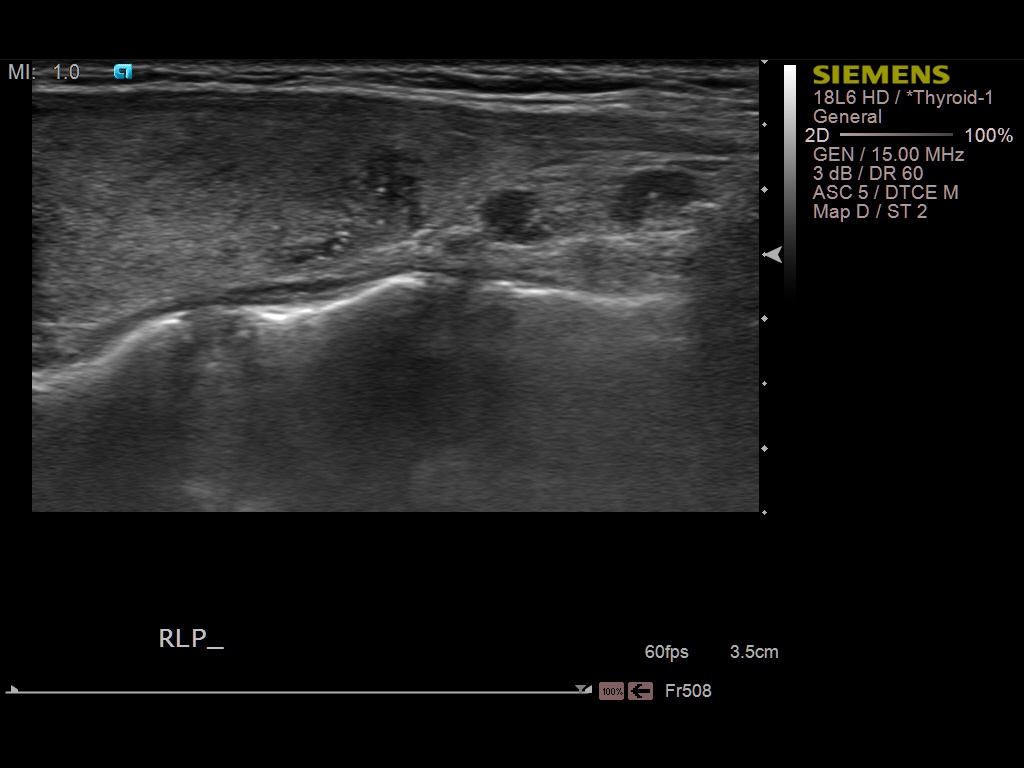 MI: 1.0
SIEMENS
18L6 HD / *Thyroid-1
General
2D 100%
GEN / 15.00 MHz
3 dB / DR 60
ASC 5 / DTCE M
Map D / ST 2
RLP_
60fps 3.5cm
100% Fr508